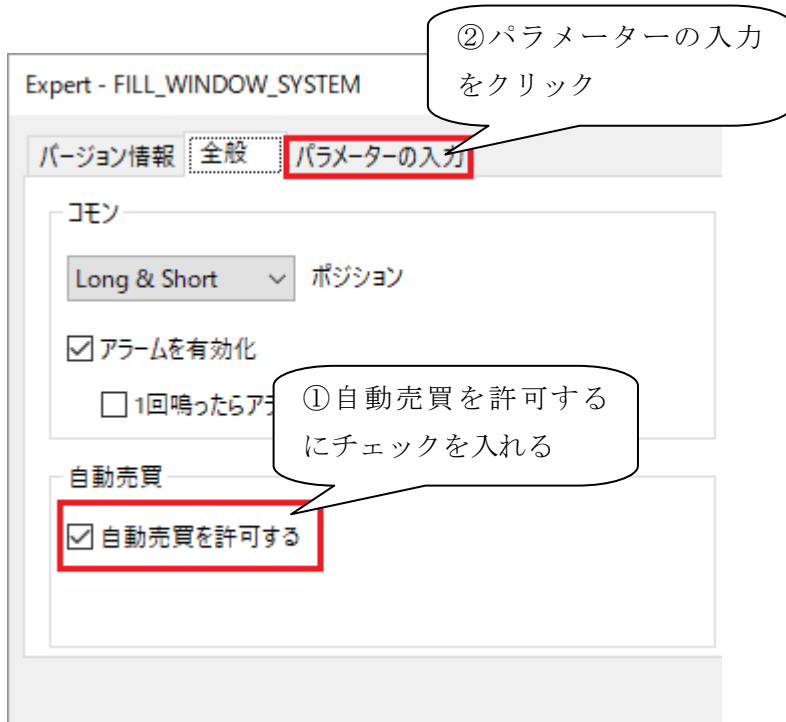 ②パラメーターの入力
をクリック
Expert - FILL_WINDOW_SYSTEM
バージョン情報 全般 パラメーターの入力
コモン
Long & Short ポジション
アラームを有効化
1回鳴ったらア
①自動売買を許可する
にチェックを入れる
自動売買
自動売買を許可する